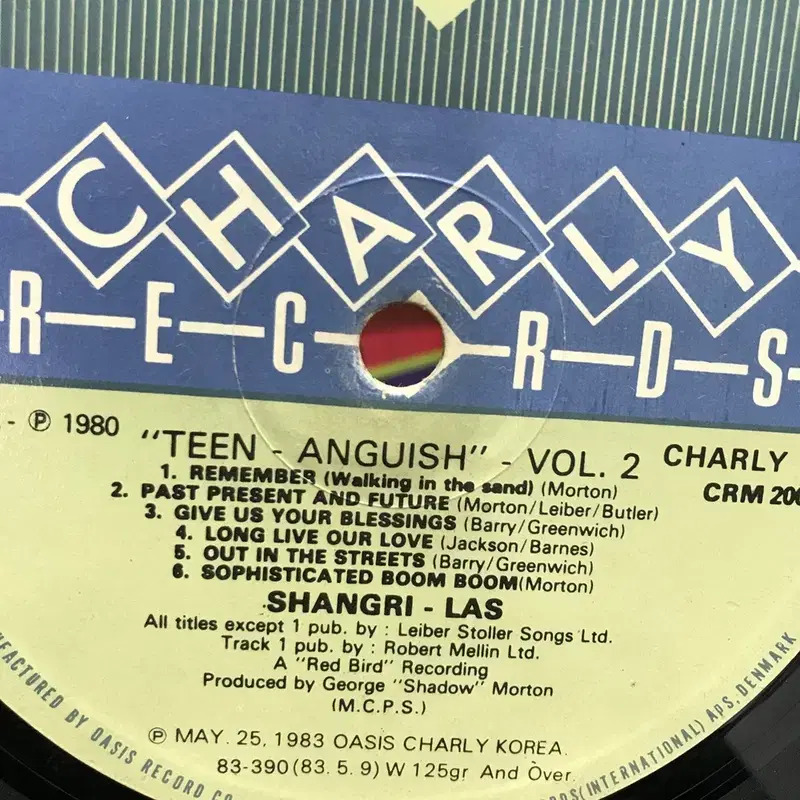 CHARLY
RECORDS
- ℗ 1980
"TEEN - ANGUISH" - VOL. 2
CHARLY
CRM 200
1. REMEMBER (Walking in the sand) (Morton)
2. PAST PRESENT AND FUTURE (Morton/Leiber/Butler)
3. GIVE US YOUR BLESSINGS (Barry/Greenwich)
4. LONG LIVE OUR LOVE (Jackson/Barnes)
5. OUT IN THE STREETS (Barry/Greenwich)
6. SOPHISTICATED BOOM BOOM(Morton)
SHANGRI - LAS
All titles except 1 pub. by : Leiber Stoller Songs Ltd.
Track 1 pub. by : Robert Mellin Ltd.
A "Red Bird" Recording
Produced by George "Shadow" Morton
(M.C.P.S.)
℗ MAY. 25, 1983 OASIS CHARLY KOREA.
83-390(83. 5. 9) W 125gr And Òver
BY OASIS RECORD
(INTERNATIONAL) APS, DENMARK